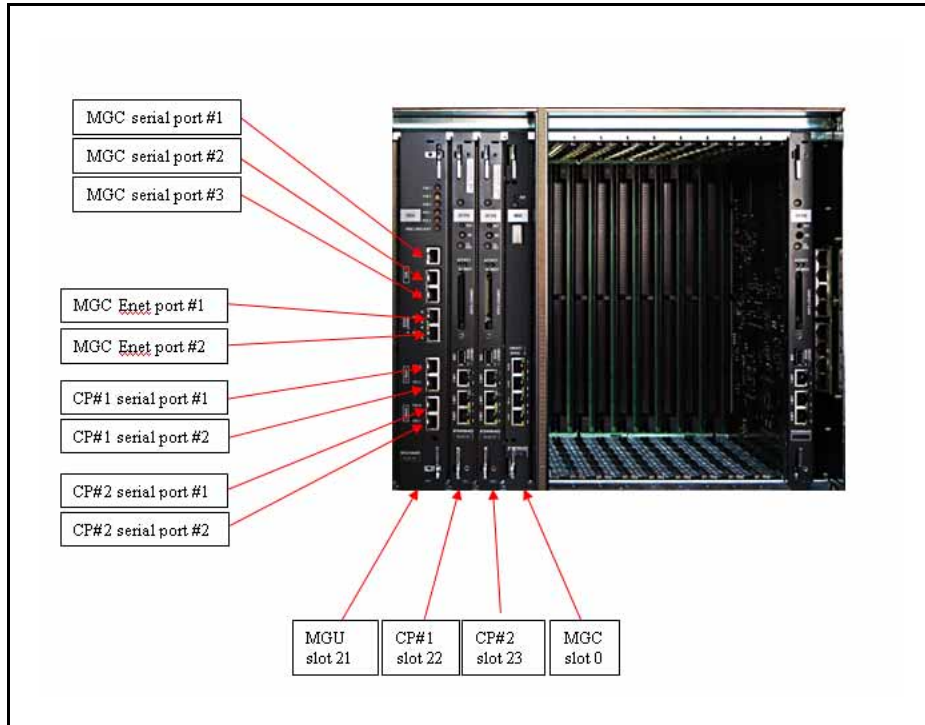 MGC serial port #1
MGC serial port #2
MGC serial port #3
MGC Enet port #1
MGC Enet port #2
CP#1 serial port #1
CP#1 serial port #2
CP#2 serial port #1
CP#2 serial port #2
MGU
slot 21
CP#1
slot 22
CP#2
slot 23
MGC
slot 0